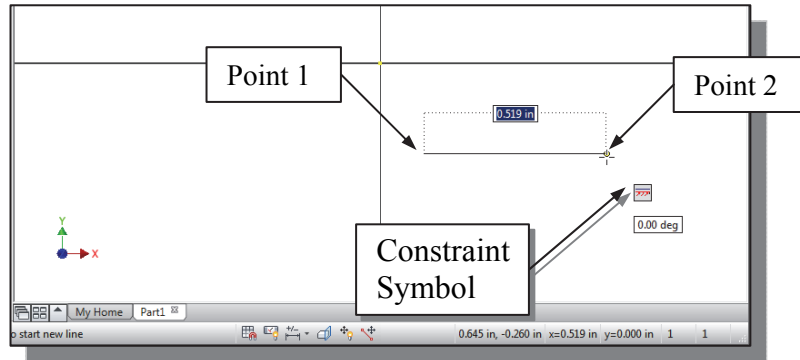 Point 1
Point 2
0.519 in
0.00 deg
Constraint
Symbol
Y
X
My Home Part1
o start new line 0.645 in, -0.260 in x=0.519 in y=0.000 in 1 1